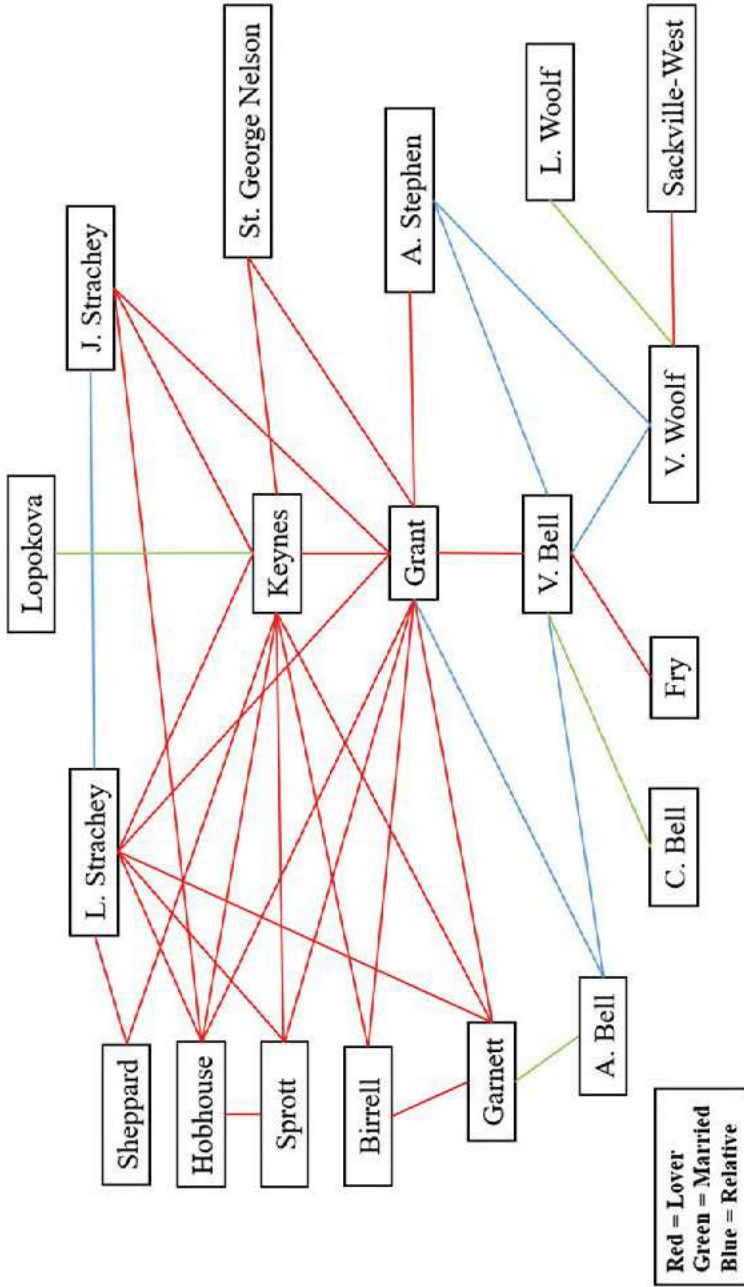 Lopokova
L. Strachey
J. Strachey
Sheppard
Hobhouse
Sprott
Birrell
Garnett
A. Bell
Keynes
Grant
V. Bell
St. George Nelson
A. Stephen
L. Woolf
Sackville-West
V. Woolf
Fry
C. Bell
Red = Lover
Green = Married
Blue = Relative